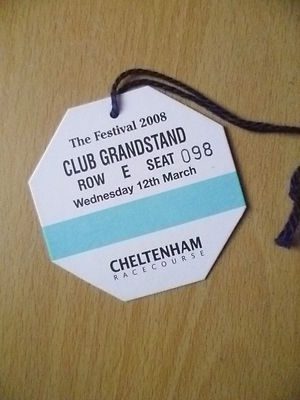 The Festival 2008
CLUB GRANDSTAND
ROW E SEAT 098
Wednesday 12th March
CHELTENHAM
RACECOURSE